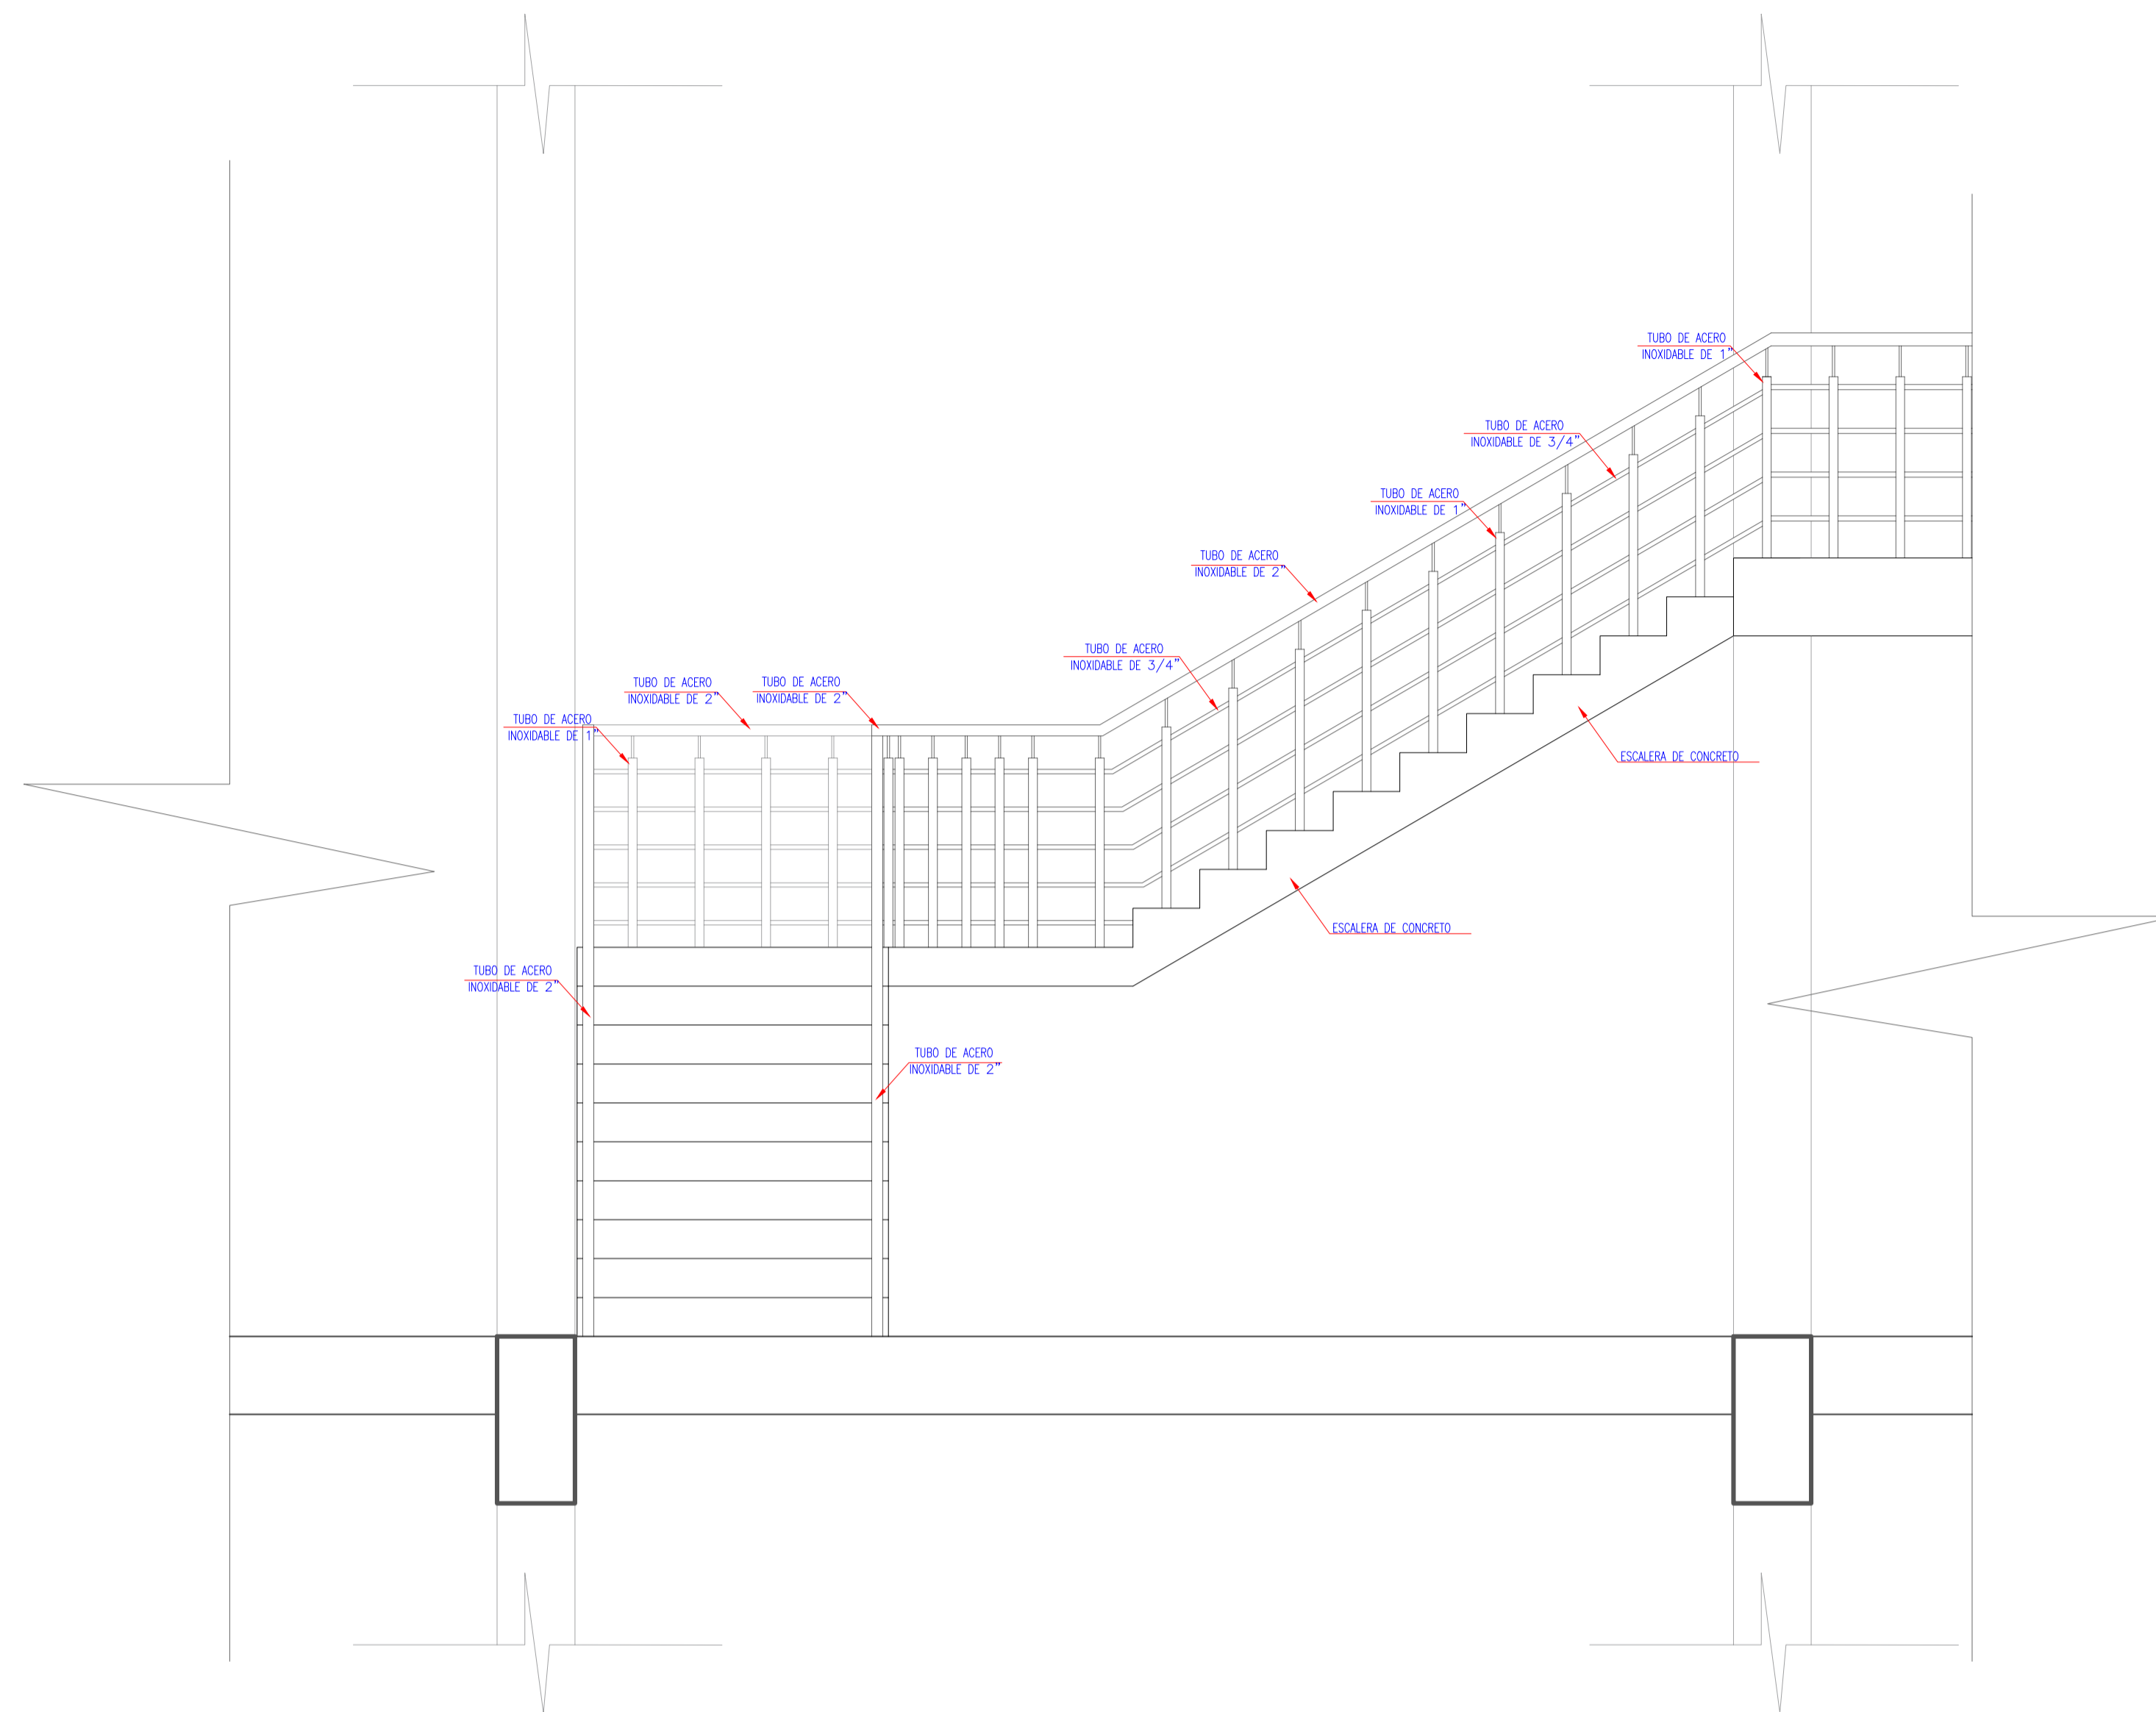 TUBO DE ACERO
INOXIDABLE DE 1"
TUBO DE ACERO
INOXIDABLE DE 3/4"
TUBO DE ACERO
INOXIDABLE DE 1"
TUBO DE ACERO
INOXIDABLE DE 2"
TUBO DE ACERO
INOXIDABLE DE 3/4"
TUBO DE ACERO
INOXIDABLE DE 2"
TUBO DE ACERO
INOXIDABLE DE 2"
TUBO DE ACERO
INOXIDABLE DE 1"
ESCALERA DE CONCRETO
ESCALERA DE CONCRETO
TUBO DE ACERO
INOXIDABLE DE 2"
TUBO DE ACERO
INOXIDABLE DE 2"